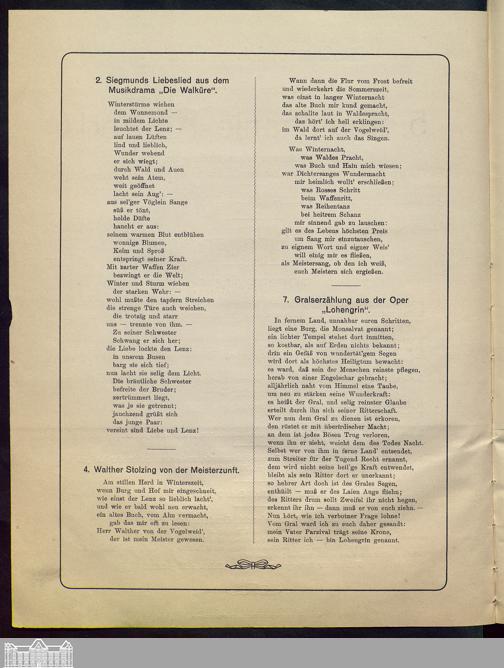 2. Siegmunds Liebeslied aus dem
Musikdrama „Die Walküre“.
Winterstürme wichen
dem Wonnemond —
in mildem Lichte
leuchtet der Lenz; —
auf lauen Lüften
lind und lieblich,
Wunder webend
er sich wiegt;
durch Wald und Auen
weht sein Atem,
weit geöffnet
lacht sein Aug': —
aus sel'ger Vöglein Sange
süß er tönt,
holde Düfte
haucht er aus:
seinem warmen Blut entblühen
wonnige Blumen,
Keim und Sproß
entspringt seiner Kraft.
Mit zarter Waffen Zier
bezwingt er die Welt;
Winter und Sturm wichen
der starken Wehr: —
wohl mußte den tapfern Streichen
die strenge Türe auch weichen,
die trotzig und starr
uns — trennte von ihm. —
Zu seiner Schwester
Schwang er sich her;
die Liebe lockte den Lenz:
in unserm Busen
barg sie sich tief;
nun lacht sie selig dem Licht.
Die bräutliche Schwester
befreite der Bruder;
zertrümmert liegt,
was je sie getrennt;
jauchzend grüßt sich
das junge Paar:
vereint sind Liebe und Lenz!
4. Walther Stolzing von der Meisterzunft.
Am stillen Herd in Winterszeit,
wenn Burg und Hof mir eingeschneit,
wie einst der Lenz so lieblich lacht',
und wie er bald wohl neu erwacht,
ein altes Buch, vom Ahn vermacht,
gab das mir oft zu lesen:
Herr Walther von der Vogelweid',
der ist mein Meister gewesen.
Wann dann die Flur vom Frost befreit
und wiederkehrt die Sommerszeit,
was einst in langer Winternacht
das alte Buch mir kund gemacht,
das schallte laut in Waldespracht,
das hört' ich hell erklingen:
im Wald dort auf der Vogelweid',
da lernt' ich auch das Singen.
Was Winternacht,
was Waldes Pracht,
was Buch und Hain mich wiesen;
war Dichtersanges Wundermacht
mir heimlich wollt' erschließen;
was Rosses Schritt
beim Waffenritt,
was Reihentanz
bei heitrem Schanz
mir sinnend gab zu lauschen:
gilt es des Lebens höchsten Preis
um Sang mir einzutauschen,
zu eignem Wort und eigner Weis'
will einig mir es fließen,
als Meistersang, ob den ich weiß,
euch Meistern sich ergießen.
7. Gralserzählung aus der Oper
„Lohengrin“.
In fernem Land, unnahbar euren Schritten,
liegt eine Burg, die Monsalvat genannt;
ein lichter Tempel stehet dort inmitten,
so kostbar, als auf Erden nichts bekannt;
drin ein Gefäß von wundertät'gem Segen
wird dort als höchstes Heiligtum bewacht:
es ward, daß sein der Menschen reinste pflegen,
herab von einer Engelschar gebracht;
alljährlich naht vom Himmel eine Taube,
um neu zu stärken seine Wunderkraft:
es heißt der Gral, und selig reinster Glaube
erteilt durch ihn sich seiner Ritterschaft.
Wer nun dem Gral zu dienen ist erkoren,
den rüstet er mit überirdischer Macht;
an dem ist jedes Bösen Trug verloren,
wenn ihn er sieht, weicht dem des Todes Nacht.
Selbst wer von ihm in ferne Land' entsendet,
zum Streiter für der Tugend Recht ernannt,
dem wird nicht seine heil'ge Kraft entwendet,
bleibt als sein Ritter dort er unerkannt;
so hehrer Art doch ist des Grales Segen,
enthüllt — muß er des Laien Auge fliehn;
des Ritters drum sollt Zweifel ihr nicht hegen,
erkennt ihr ihn — dann muß er von euch ziehn. —
Nun hört, wie ich verbotner Frage lohne!
Vom Gral ward ich zu euch daher gesandt:
mein Vater Parzival trägt seine Krone,
sein Ritter ich — bin Lohengrin genannt.